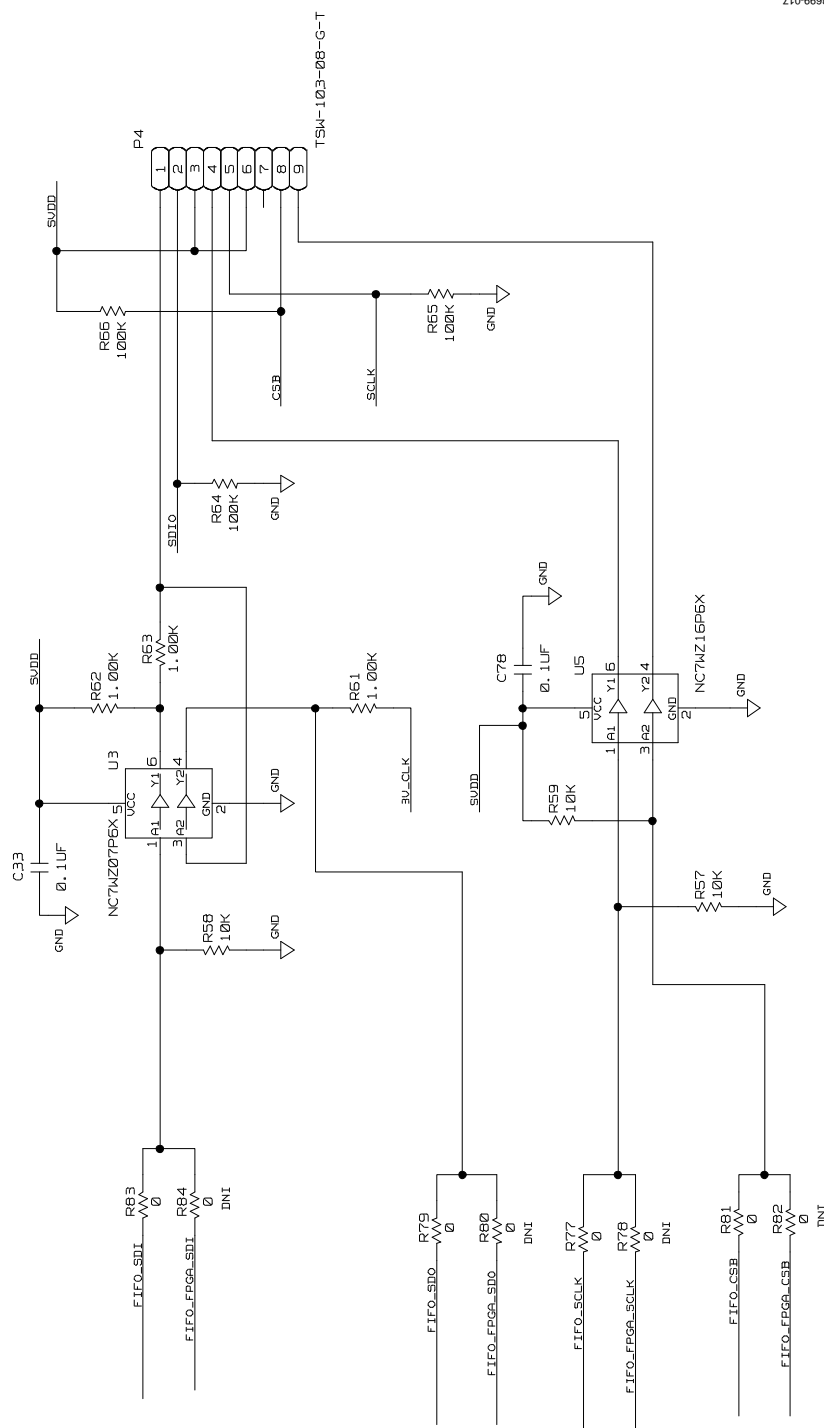 P4
TSW-103-08-G-T
1
2
3
4
5
6
7
8
9
SVDD
R66
100K
CSB
SCLK
R65
100K
GND
SDIO
R64
100K
GND
SVDD
R62
1.00K
R63
1.00K
C33
0.1UF
GND
U3
NC7WZ07P6X
5
VCC
1 A1
Y1 6
3 A2
Y2 4
GND
2
GND
R61
1.00K
3V_CLK
R58
10K
GND
C78
0.1UF
GND
SVDD
U5
NC7WZ16P6X
5
VCC
1 A1
Y1 6
3 A2
Y2 4
GND
2
GND
R59
10K
R57
10K
GND
R83
0
FIFO_SDI
R84
0
DNI
FIFO_FPGA_SDI
R79
0
FIFO_SDO
R80
0
DNI
FIFO_FPGA_SDO
R77
0
FIFO_SCLK
R78
0
DNI
FIFO_FPGA_SCLK
R81
0
FIFO_CSB
R82
0
DNI
FIFO_FPGA_CSB